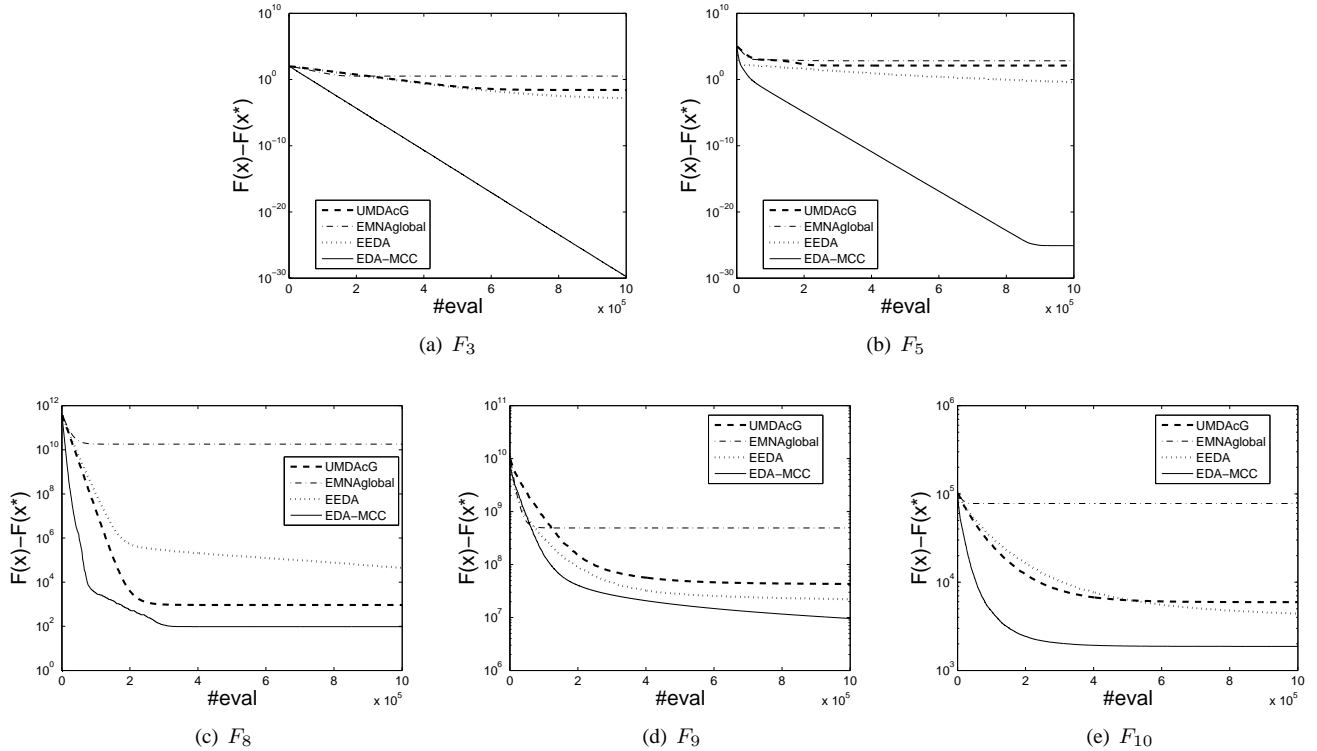 10^10
10^0
10^−10
10^−20
10^−30
F(x)−F(x*)
UMDAcG
EMNAglobal
EEDA
EDA−MCC
0 2 4 6 8 10
#eval
x 10^5
(a) F_3
10^10
10^0
10^−10
10^−20
10^−30
F(x)−F(x*)
UMDAcG
EMNAglobal
EEDA
EDA−MCC
0 2 4 6 8 10
#eval
x 10^5
(b) F_5
10^12
10^10
10^8
10^6
10^4
10^2
10^0
F(x)−F(x*)
UMDAcG
EMNAglobal
EEDA
EDA−MCC
0 2 4 6 8 10
#eval
x 10^5
(c) F_8
10^11
10^10
10^9
10^8
10^7
10^6
F(x)−F(x*)
UMDAcG
EMNAglobal
EEDA
EDA−MCC
0 2 4 6 8 10
#eval
x 10^5
(d) F_9
10^6
10^5
10^4
10^3
F(x)−F(x*)
UMDAcG
EMNAglobal
EEDA
EDA−MCC
0 2 4 6 8 10
#eval
x 10^5
(e) F_10